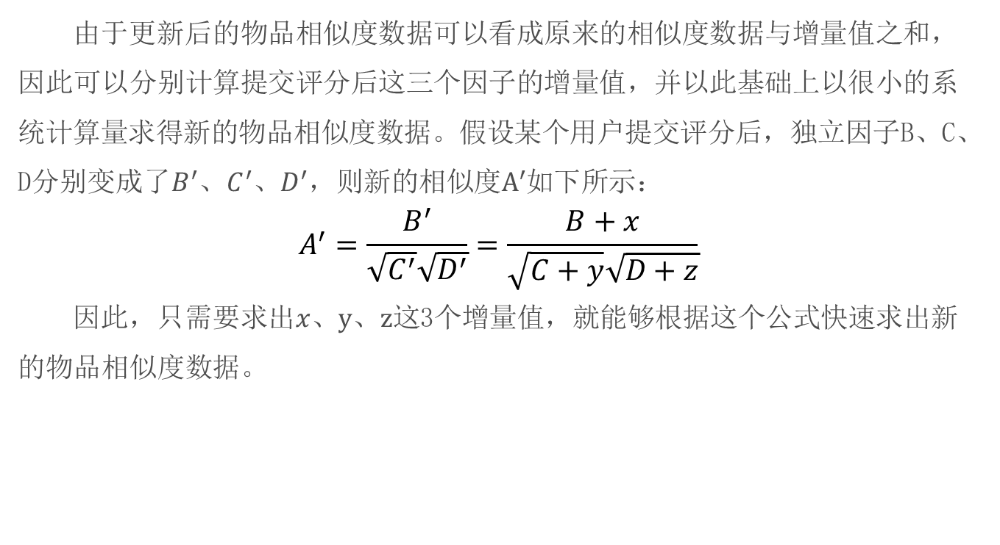 由于更新后的物品相似度数据可以看成原来的相似度数据与增量值之和，
因此可以分别计算提交评分后这三个因子的增量值，并以此基础上以很小的系
统计算量求得新的物品相似度数据。假设某个用户提交评分后，独立因子B、C、
D分别变成了B′、C′、D′，则新的相似度A′如下所示：
A′ = B′ / (√C′ √D′) = (B + x) / (√(C + y) √(D + z))
因此，只需要求出x、y、z这3个增量值，就能够根据这个公式快速求出新
的物品相似度数据。